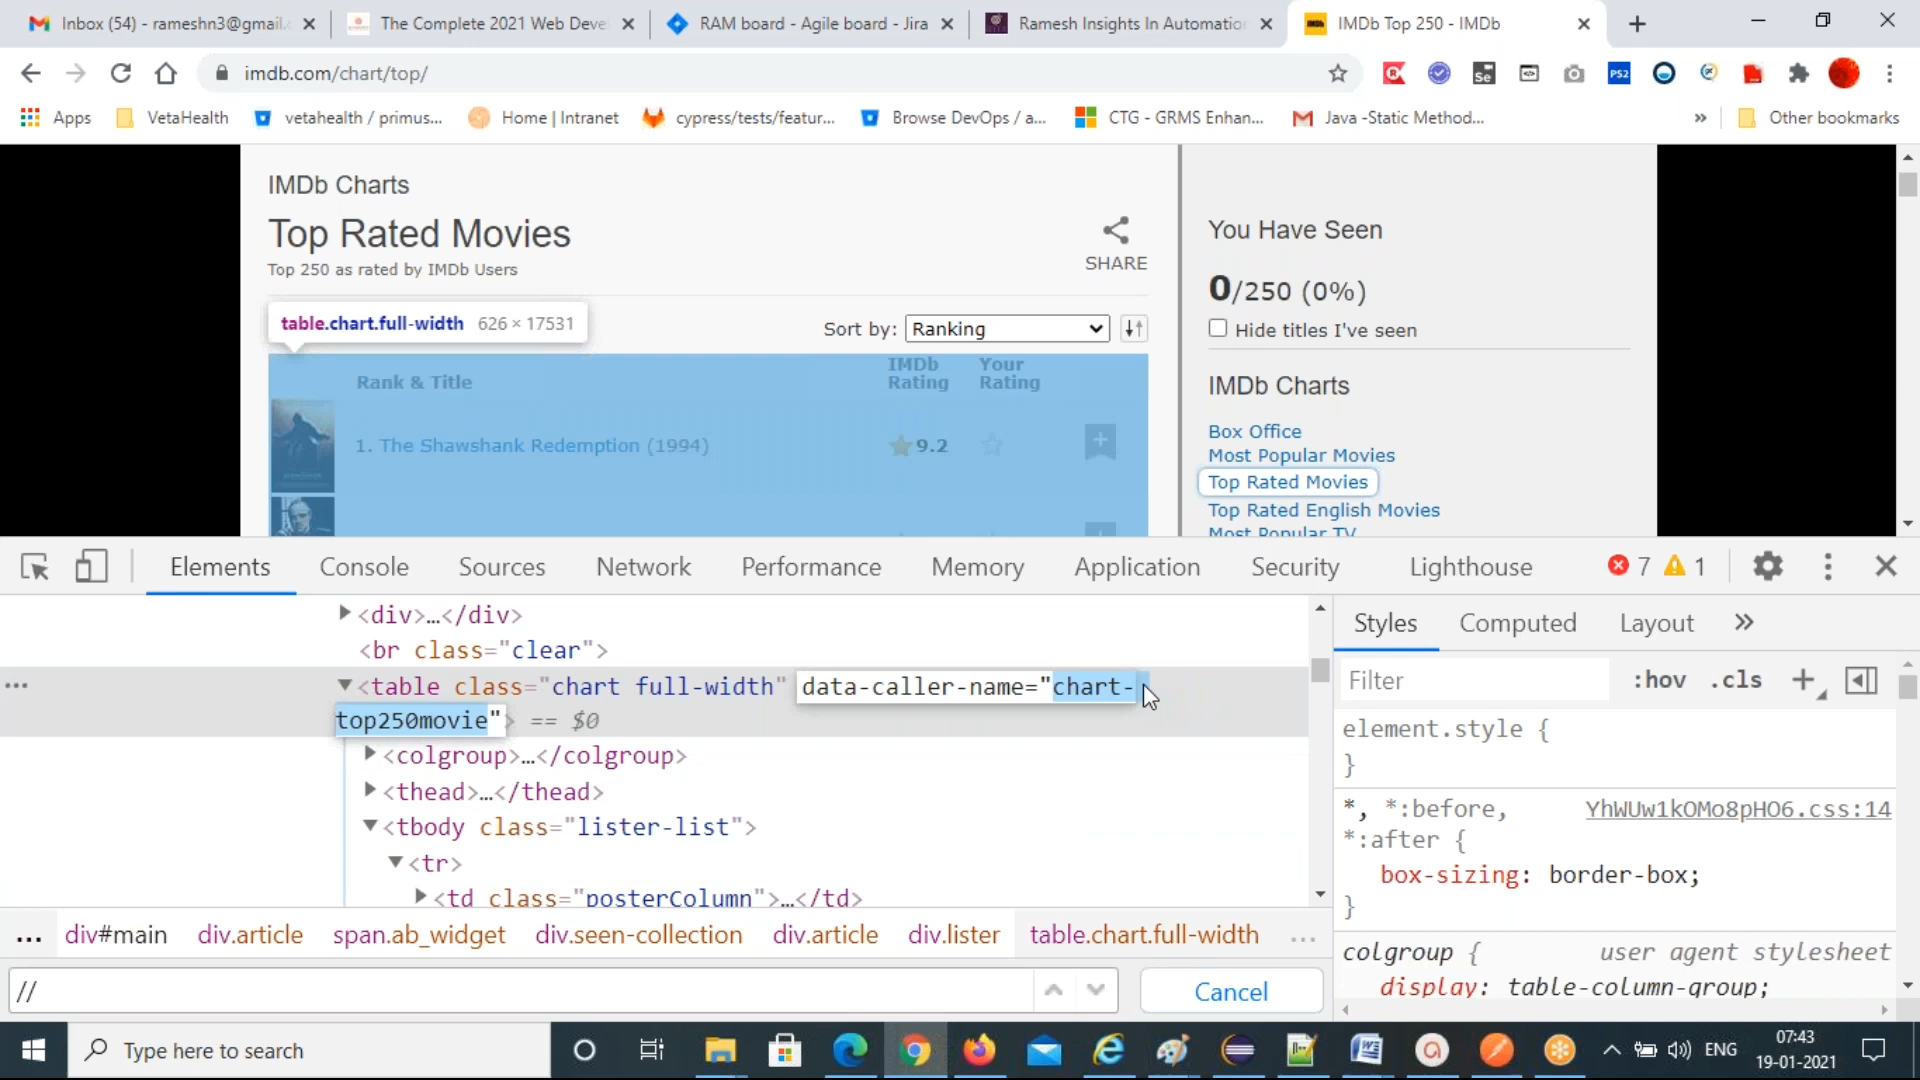 Inbox (54) - rameshn3@gmail.c
The Complete 2021 Web Deve
RAM board - Agile board - Jira
Ramesh Insights In Automation
IMDb Top 250 - IMDb
imdb.com/chart/top/
Apps
VetaHealth
vetahealth / primus...
Home | Intranet
cypress/tests/featur...
Browse DevOps / a...
CTG - GRMS Enhan...
Java -Static Method...
»
Other bookmarks
IMDb Charts
Top Rated Movies
Top 250 as rated by IMDb Users
SHARE
table.chart.full-width 626 × 17531
Sort by: Ranking
Rank & Title
IMDb
Rating
Your
Rating
1. The Shawshank Redemption (1994)
9.2
You Have Seen
0/250 (0%)
Hide titles I've seen
IMDb Charts
Box Office
Most Popular Movies
Top Rated Movies
Top Rated English Movies
Most Popular TV
Elements Console Sources Network Performance Memory Application Security Lighthouse 7 1
<div>…</div>
<br class="clear">
<table class="chart full-width" data-caller-name="chart-
top250movie"> == $0
<colgroup>…</colgroup>
<thead>…</thead>
<tbody class="lister-list">
<tr>
<td class="posterColumn">…</td>
... div#main div.article span.ab_widget div.seen-collection div.article div.lister table.chart.full-width ...
//
Cancel
Styles Computed Layout »
Filter :hov .cls +
element.style {
}
*, *:before, YhWUw1kOMo8pHO6.css:14
*:after {
box-sizing: border-box;
}
colgroup { user agent stylesheet
display: table-column-group;
Type here to search
ENG
07:43
19-01-2021